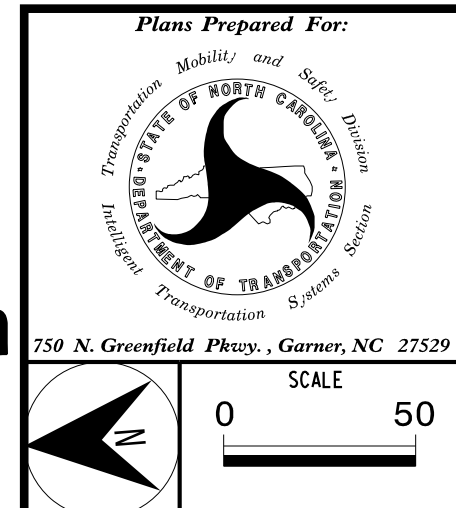 Plans Prepared For:
Transportation Mobility and Safety Division
STATE OF NORTH CAROLINA
DEPARTMENT OF TRANSPORTATION
Intelligent Transportation Systems Section
750 N. Greenfield Pkwy. , Garner, NC 27529
N
SCALE
0 50